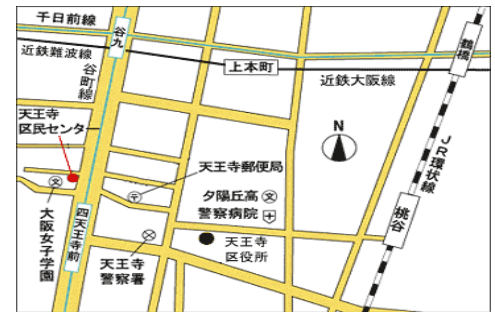 千日前線
谷九
近鉄難波線
上本町
近鉄大阪線
鶴橋
谷町線
天王寺
区民センタ
N
JR環状線
天王寺郵便局
夕陽丘高
警察病院
桃谷
大阪女子学園
四天王寺前
天王寺
警察署
天王寺
区役所